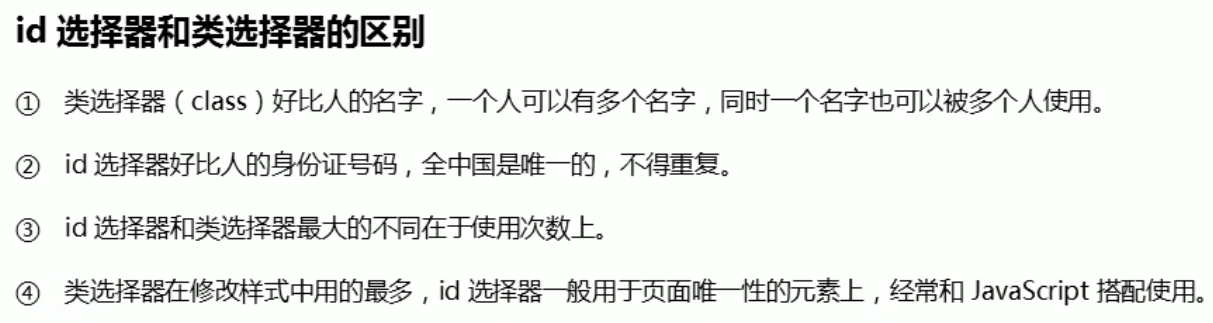 id 选择器和类选择器的区别
① 类选择器（class）好比人的名字，一个人可以有多个名字，同时一个名字也可以被多个人使用。
② id 选择器好比人的身份证号码，全中国是唯一的，不得重复。
③ id 选择器和类选择器最大的不同在于使用次数上。
④ 类选择器在修改样式中用的最多，id 选择器一般用于页面唯一性的元素上，经常和 JavaScript 搭配使用。